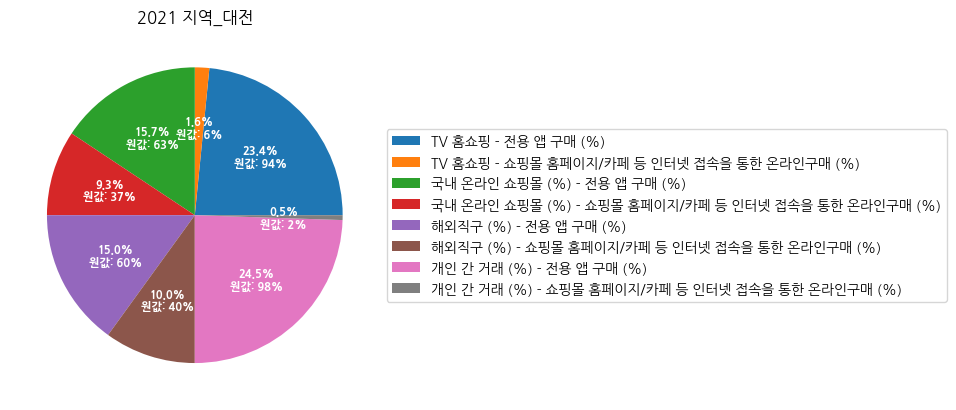 2021 지역_대전
1.6%
원값: 6%
15.7%
원값: 63%
23.4%
원값: 94%
9.3%
원값: 37%
0.5%
원값: 2%
15.0%
원값: 60%
24.5%
원값: 98%
10.0%
원값: 40%
TV 홈쇼핑 - 전용 앱 구매 (%)
TV 홈쇼핑 - 쇼핑몰 홈페이지/카페 등 인터넷 접속을 통한 온라인구매 (%)
국내 온라인 쇼핑몰 (%) - 전용 앱 구매 (%)
국내 온라인 쇼핑몰 (%) - 쇼핑몰 홈페이지/카페 등 인터넷 접속을 통한 온라인구매 (%)
해외직구 (%) - 전용 앱 구매 (%)
해외직구 (%) - 쇼핑몰 홈페이지/카페 등 인터넷 접속을 통한 온라인구매 (%)
개인 간 거래 (%) - 전용 앱 구매 (%)
개인 간 거래 (%) - 쇼핑몰 홈페이지/카페 등 인터넷 접속을 통한 온라인구매 (%)